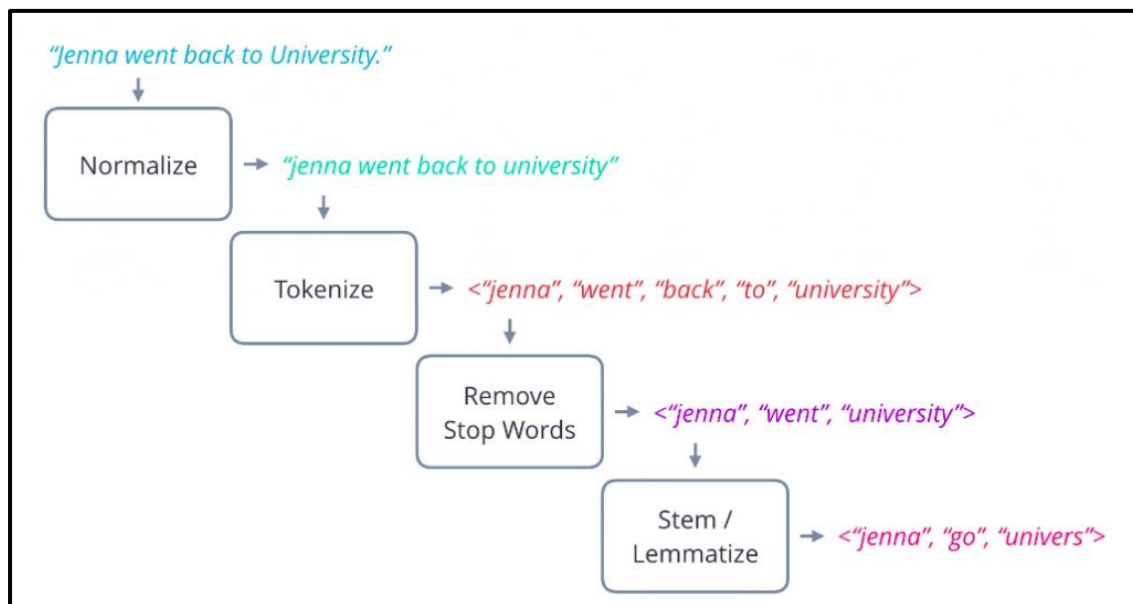 “Jenna went back to University.”
Normalize
“jenna went back to university”
Tokenize
<“jenna”, “went”, “back”, “to”, “university”>
Remove
Stop Words
<“jenna”, “went”, “university”>
Stem /
Lemmatize
<“jenna”, “go”, “univers”>